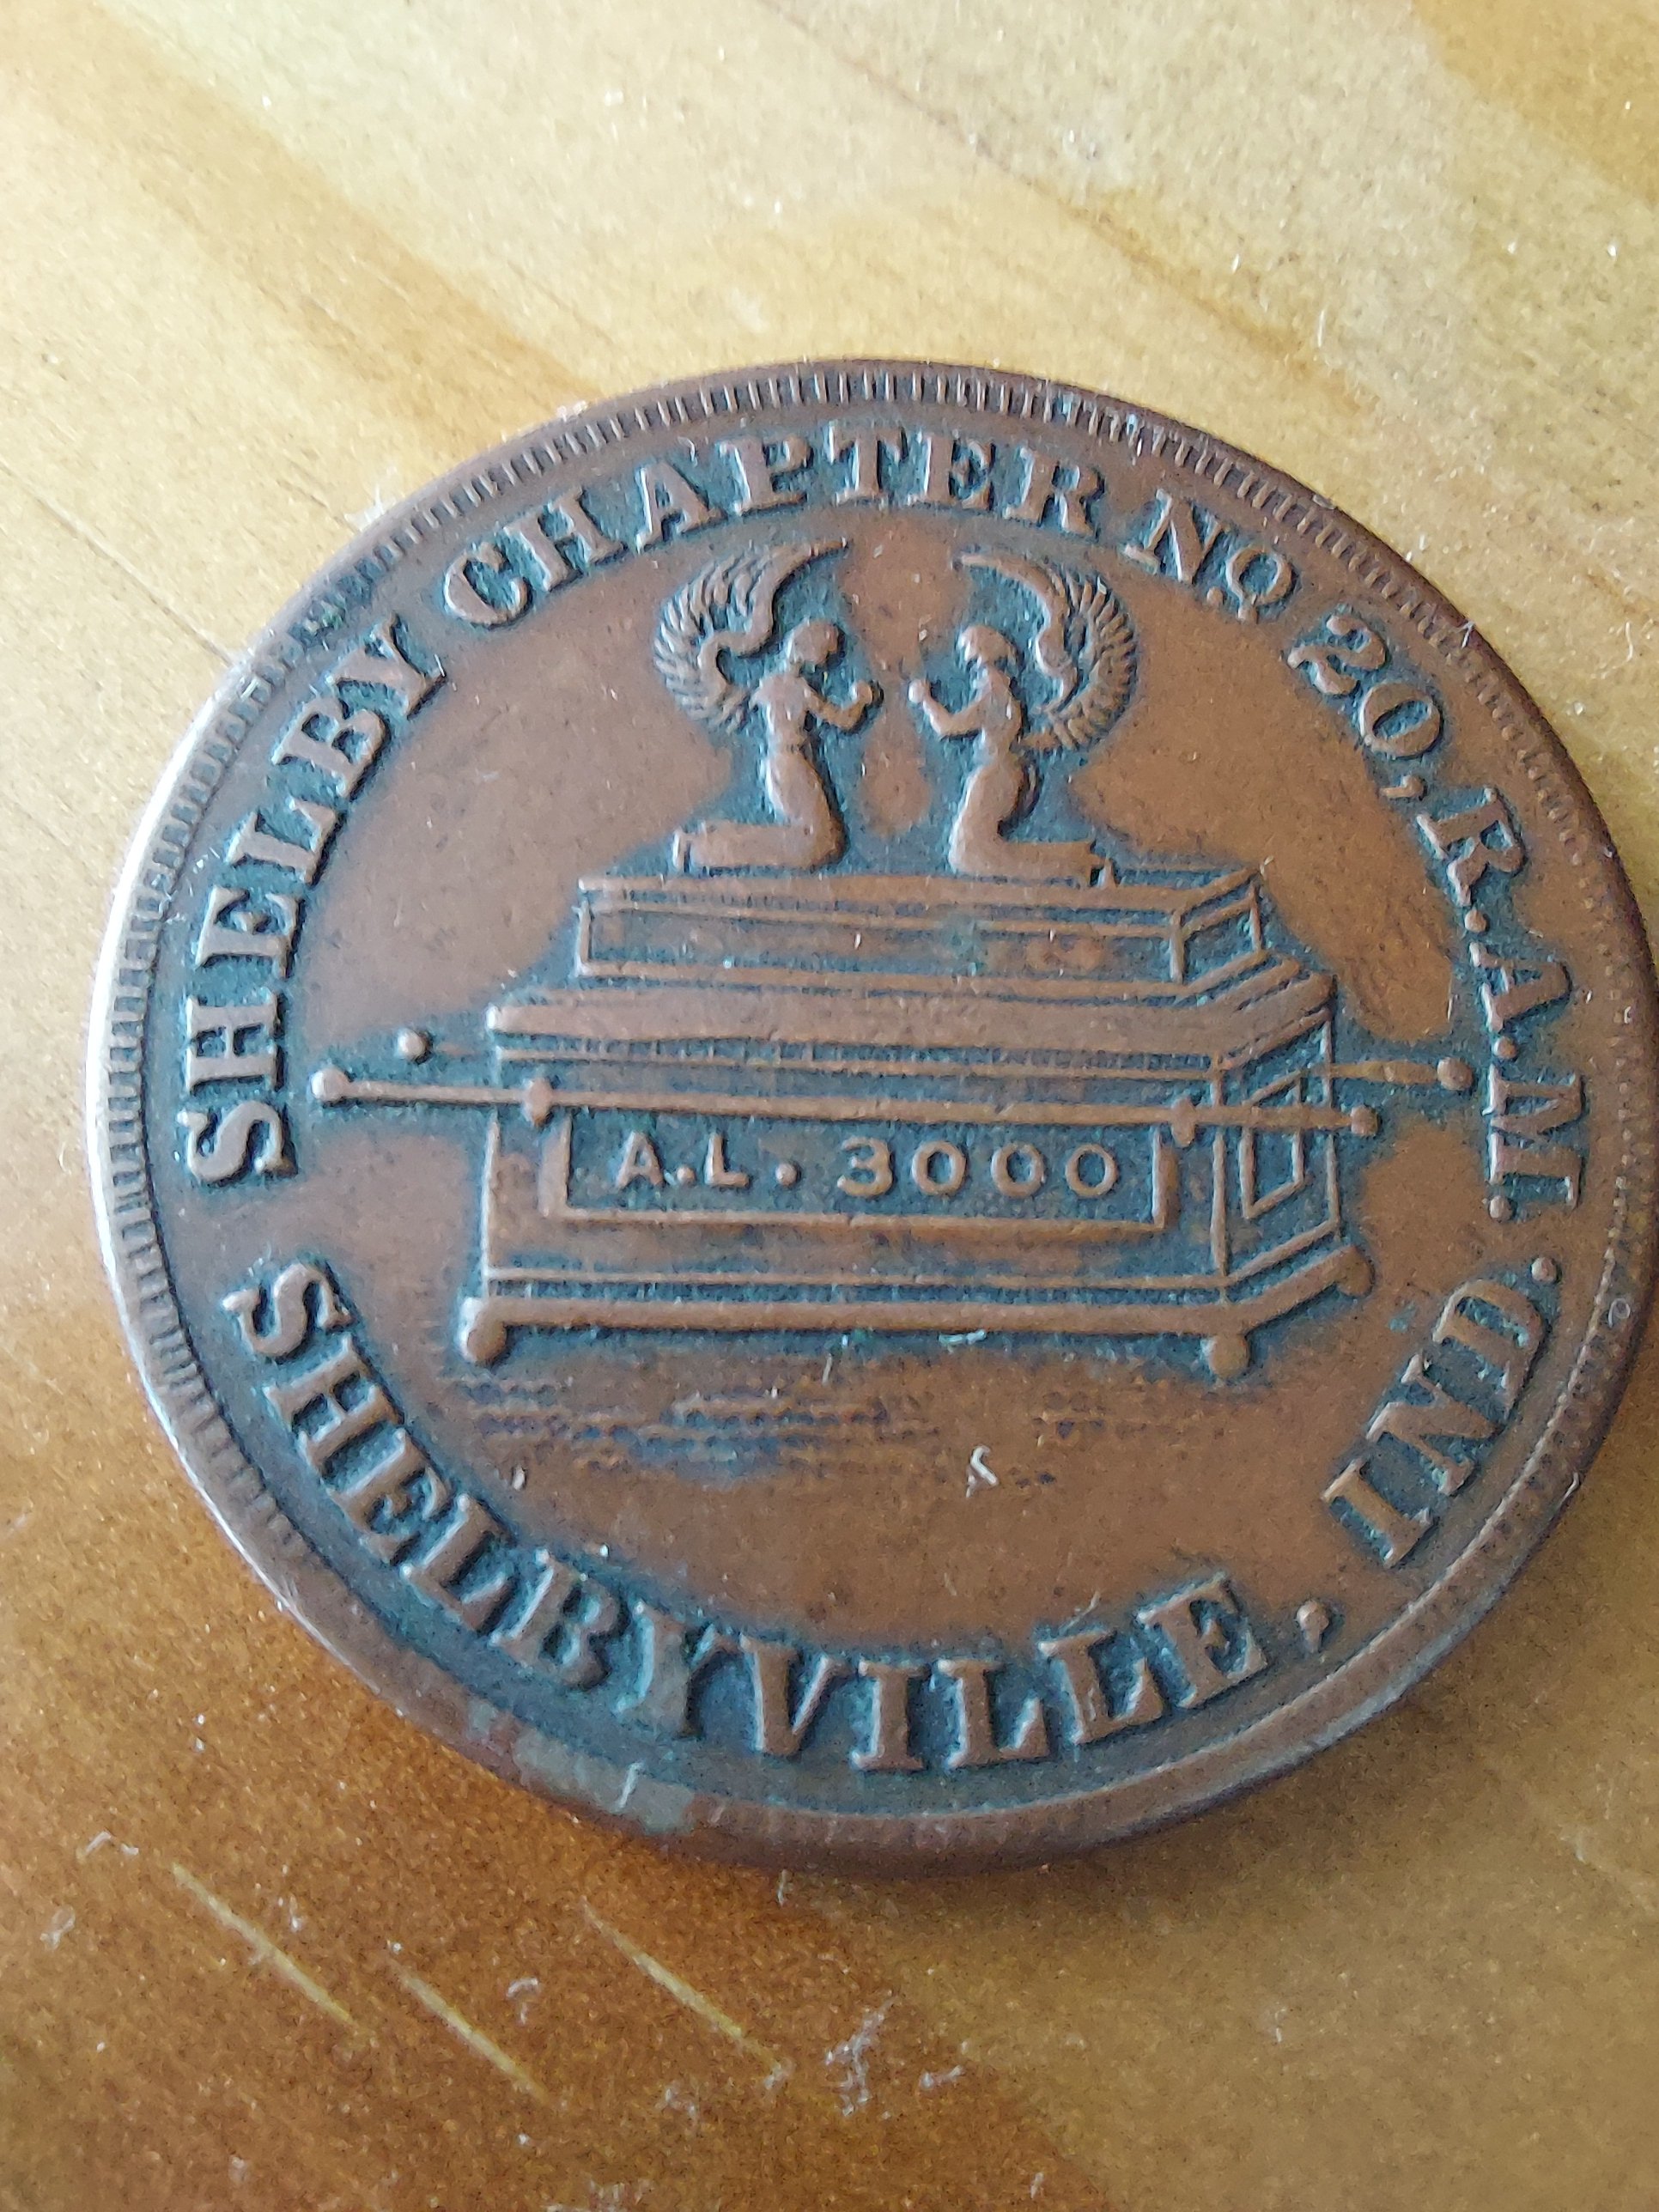 SHELBY CHAPTER No 20, R.A.M.
A.L. 3000
SHELBYVILLE, IND.